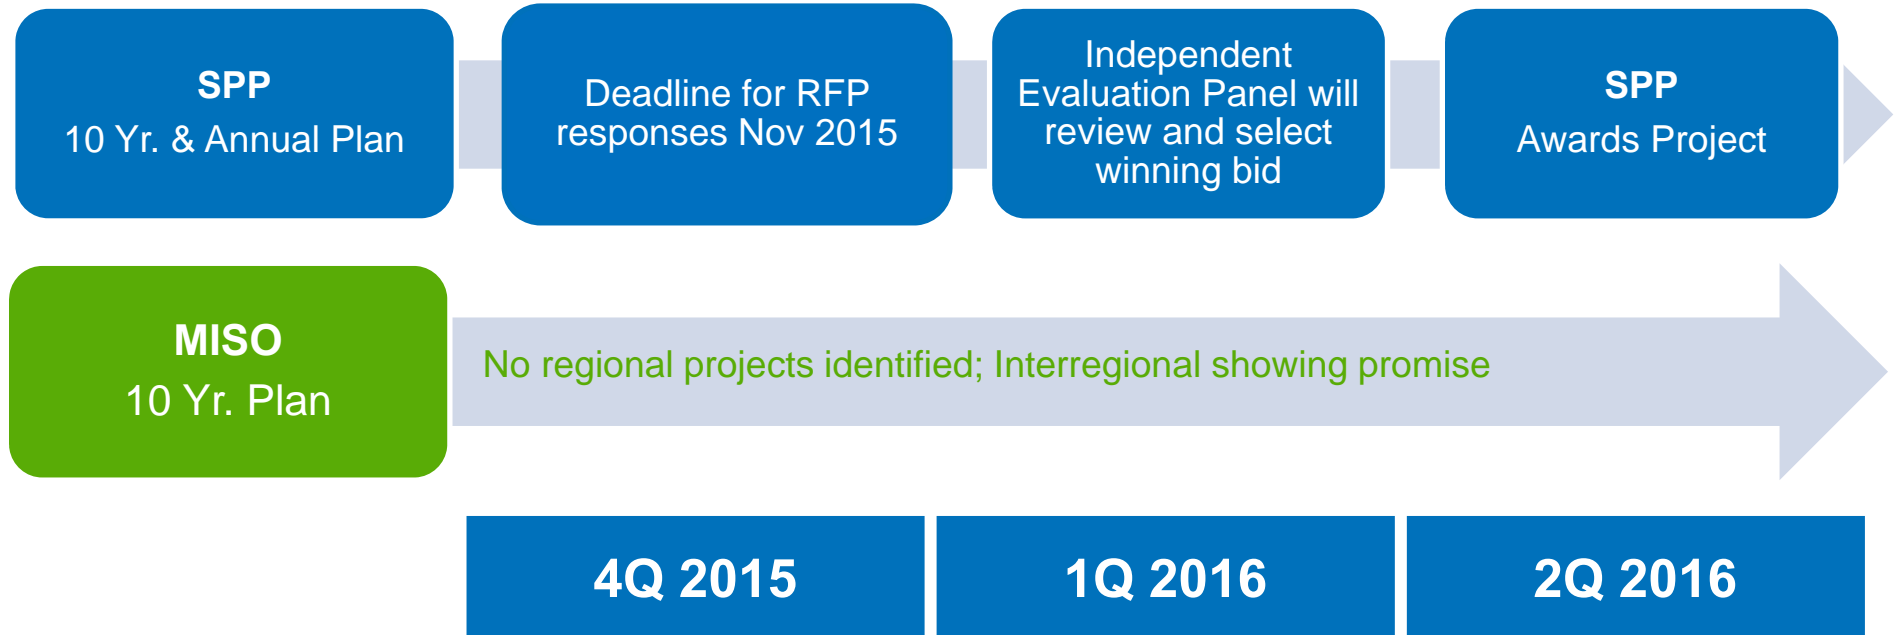 SPP
10 Yr. & Annual Plan
Deadline for RFP
responses Nov 2015
Independent
Evaluation Panel will
review and select
winning bid
SPP
Awards Project
MISO
10 Yr. Plan
No regional projects identified; Interregional showing promise
4Q 2015
1Q 2016
2Q 2016